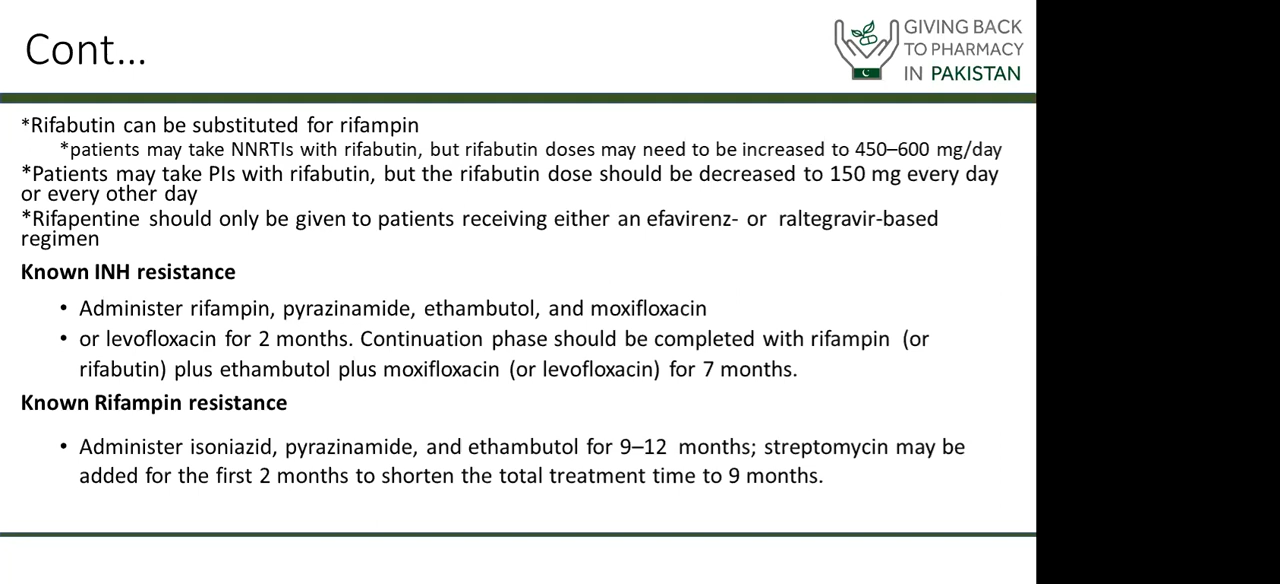 Cont...
GIVING BACK
TO PHARMACY
IN PAKISTAN
*Rifabutin can be substituted for rifampin
*patients may take NNRTIs with rifabutin, but rifabutin doses may need to be increased to 450–600 mg/day
*Patients may take PIs with rifabutin, but the rifabutin dose should be decreased to 150 mg every day
or every other day
*Rifapentine should only be given to patients receiving either an efavirenz- or raltegravir-based
regimen
Known INH resistance
• Administer rifampin, pyrazinamide, ethambutol, and moxifloxacin
• or levofloxacin for 2 months. Continuation phase should be completed with rifampin (or
rifabutin) plus ethambutol plus moxifloxacin (or levofloxacin) for 7 months.
Known Rifampin resistance
• Administer isoniazid, pyrazinamide, and ethambutol for 9–12 months; streptomycin may be
added for the first 2 months to shorten the total treatment time to 9 months.